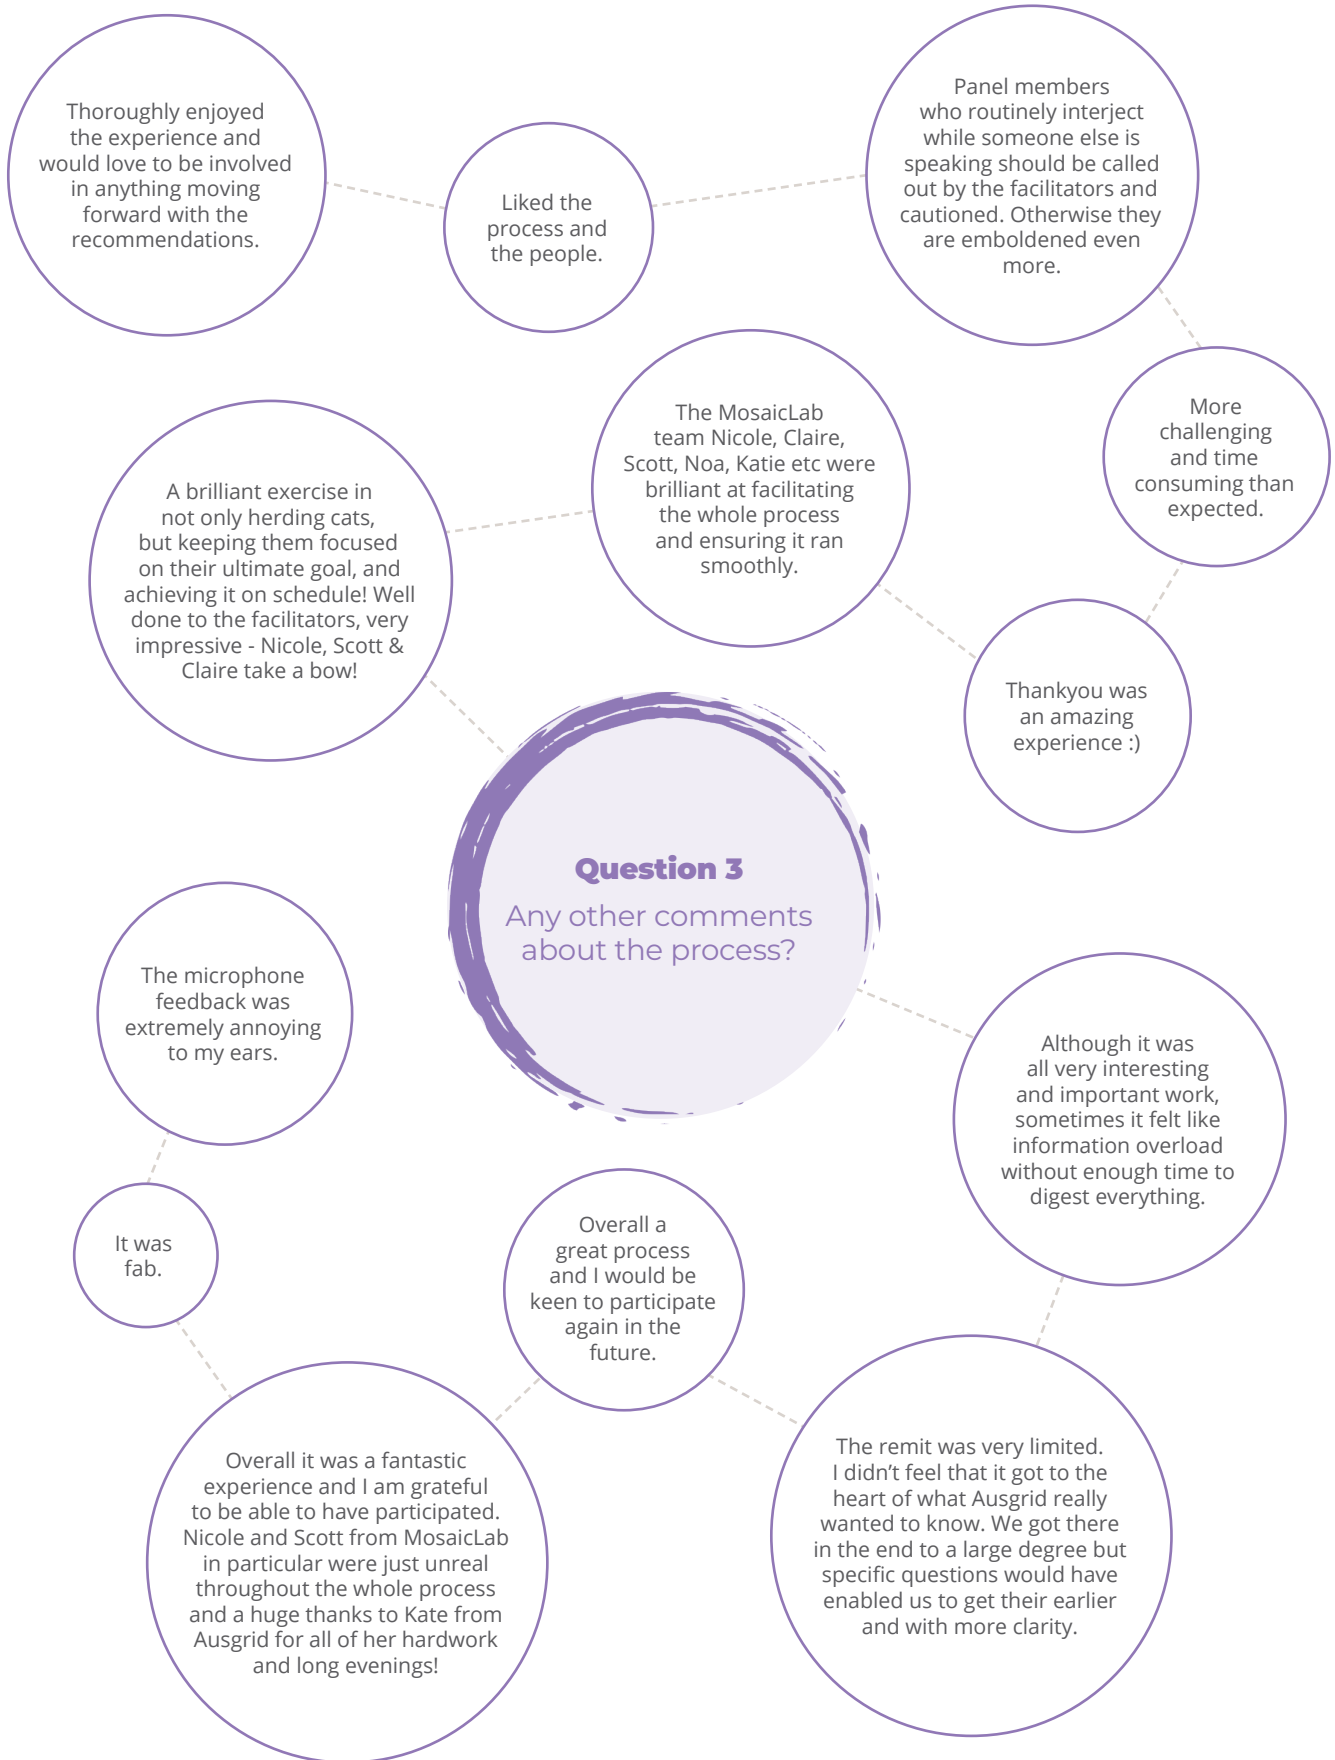 Thoroughly enjoyed
the experience and
would love to be involved
in anything moving
forward with the
recommendations.
Liked the
process and
the people.
Panel members
who routinely interject
while someone else is
speaking should be called
out by the facilitators and
cautioned. Otherwise they
are emboldened even
more.
More
challenging
and time
consuming than
expected.
The MosaicLab
team Nicole, Claire,
Scott, Noa, Katie etc were
brilliant at facilitating
the whole process
and ensuring it ran
smoothly.
A brilliant exercise in
not only herding cats,
but keeping them focused
on their ultimate goal, and
achieving it on schedule! Well
done to the facilitators, very
impressive - Nicole, Scott &
Claire take a bow!
Thankyou was
an amazing
experience :)
Question 3
Any other comments
about the process?
The microphone
feedback was
extremely annoying
to my ears.
Although it was
all very interesting
and important work,
sometimes it felt like
information overload
without enough time to
digest everything.
It was
fab.
Overall a
great process
and I would be
keen to participate
again in the
future.
Overall it was a fantastic
experience and I am grateful
to be able to have participated.
Nicole and Scott from MosaicLab
in particular were just unreal
throughout the whole process
and a huge thanks to Kate from
Ausgrid for all of her hardwork
and long evenings!
The remit was very limited.
I didn’t feel that it got to the
heart of what Ausgrid really
wanted to know. We got there
in the end to a large degree but
specific questions would have
enabled us to get their earlier
and with more clarity.